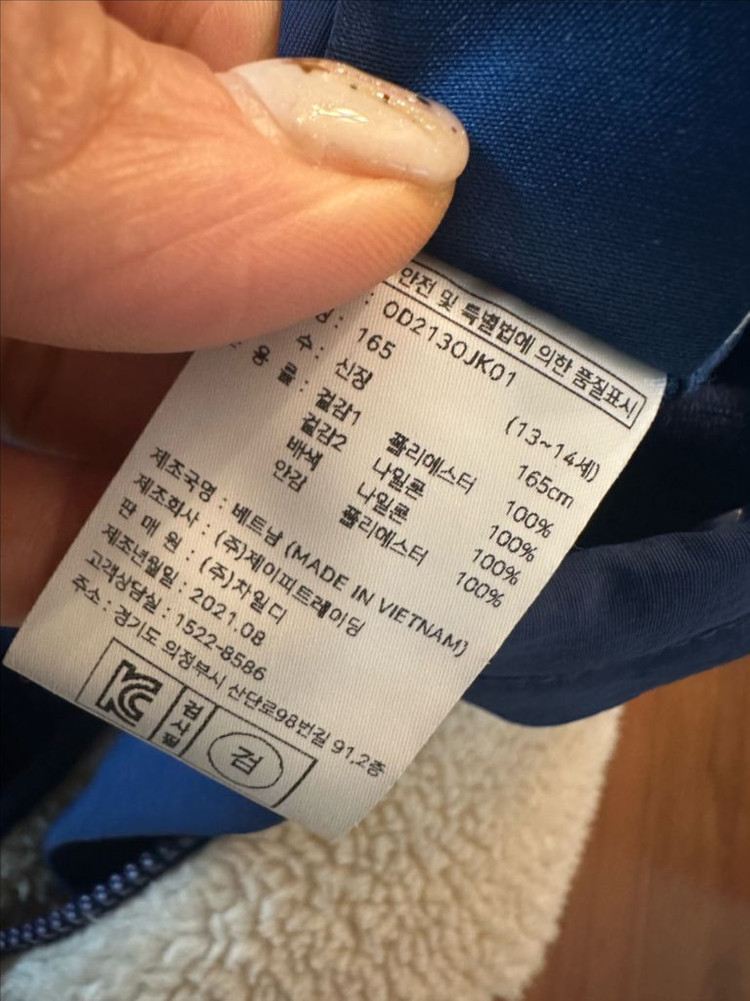 안전 및 특별법에 의한 품질표시
: OD213OJK01
수 : 165 (13~14세)
용 : 신장 165cm
물 : 겉감1 폴리에스터 100%
겉감2 나일론 100%
배색 나일론 100%
안감 폴리에스터 100%
제조국명 : 베트남 (MADE IN VIETNAM)
제조회사 : (주)제이피트레이딩
판매원 : (주)차일디
제조년월일 : 2021.08
고객상담실 : 1522-8586
주소 : 경기도 의정부시 산단로98번길 91,2층
검사필
검